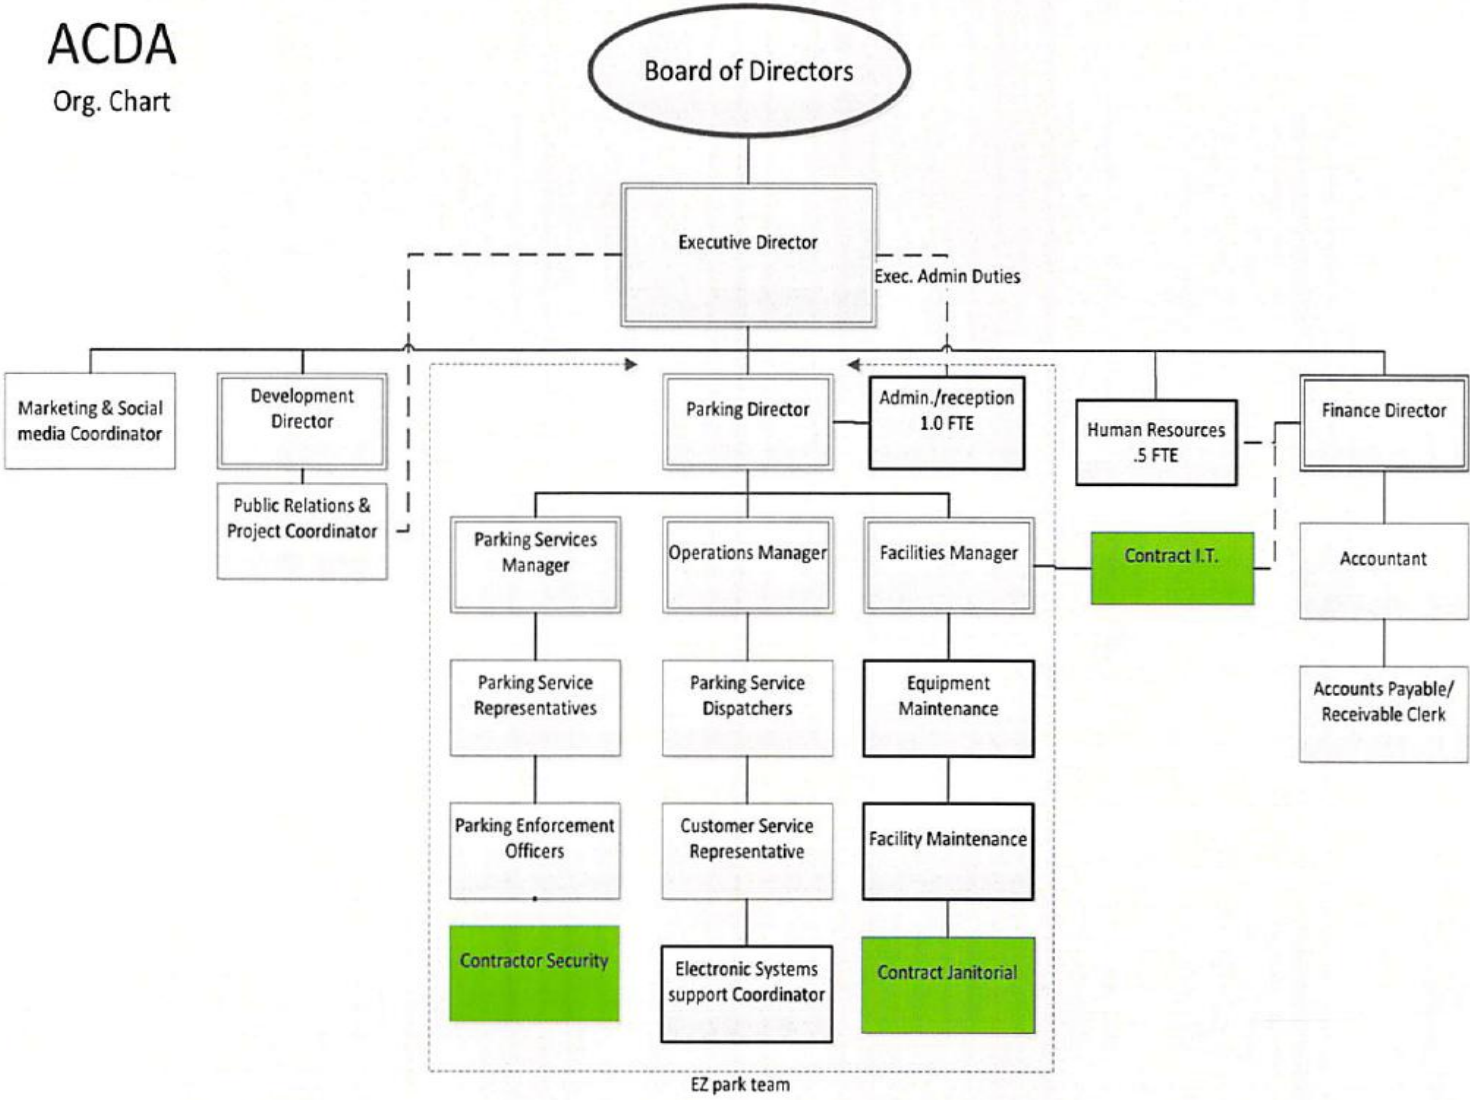 ACDA
Org. Chart
Board of Directors
Executive Director
Exec. Admin Duties
Marketing & Social
media Coordinator
Development
Director
Public Relations &
Project Coordinator
Parking Director
Admin./reception
1.0 FTE
Human Resources
.5 FTE
Finance Director
Parking Services
Manager
Operations Manager
Facilities Manager
Contract I.T.
Accountant
Parking Service
Representatives
Parking Service
Dispatchers
Equipment
Maintenance
Accounts Payable/
Receivable Clerk
Parking Enforcement
Officers
Customer Service
Representative
Facility Maintenance
Contractor Security
Electronic Systems
support Coordinator
Contract Janitorial
EZ park team